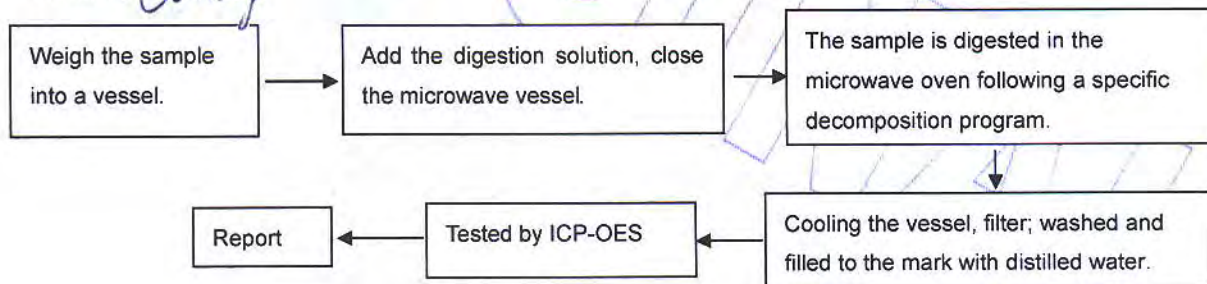 Weigh the sample
into a vessel.
Add the digestion solution, close
the microwave vessel.
The sample is digested in the
microwave oven following a specific
decomposition program.
Cooling the vessel, filter; washed and
filled to the mark with distilled water.
Tested by ICP-OES
Report